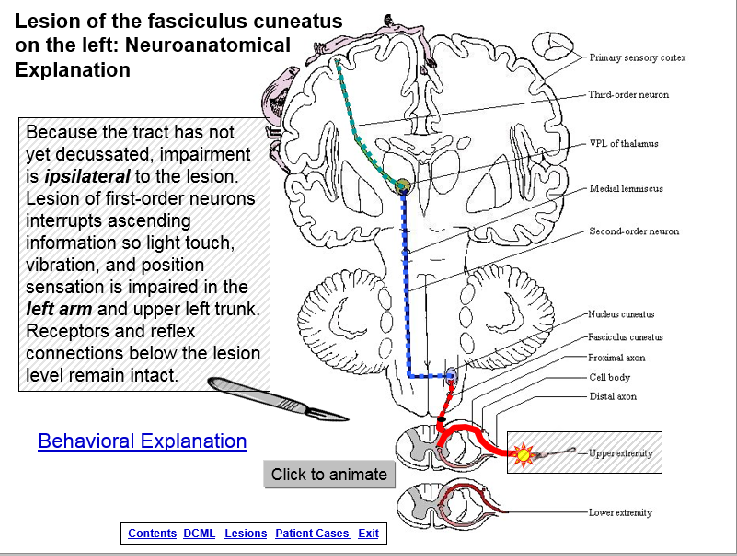 Lesion of the fasciculus cuneatus
on the left: Neuroanatomical
Explanation
Because the tract has not
yet decussated, impairment
is ipsilateral to the lesion.
Lesion of first-order neurons
interrupts ascending
information so light touch,
vibration, and position
sensation is impaired in the
left arm and upper left trunk.
Receptors and reflex
connections below the lesion
level remain intact.
Behavioral Explanation
Click to animate
Primary sensory cortex
Third-order neuron
VPL of thalamus
Medial lemniscus
Second-order neuron
Nucleus cuneatus
Fasciculus cuneatus
Proximal axon
Cell body
Distal axon
Upper extremity
Lower extremity
Contents DCML Lesions Patient Cases Exit